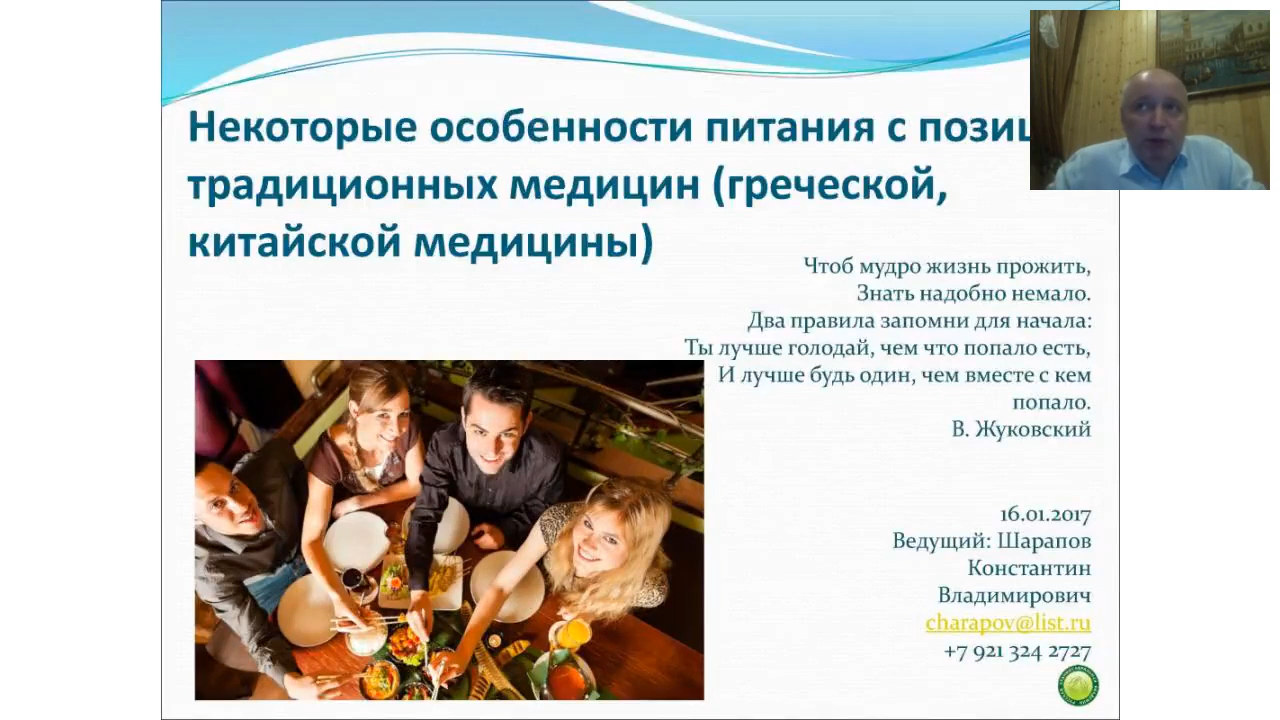 Некоторые особенности питания с
традиционных медицин (греческой,
китайской медицины)
Чтоб мудро жизнь прожить,
Знать надобно немало.
Два правила запомни для начала:
Ты лучше голодай, чем что попало есть,
И лучше будь один, чем вместе с кем
попало.
В. Жуковский
16.01.2017
Ведущий: Шарапов
Константин
Владимирович
charapov@list.ru
+7 921 324 2727